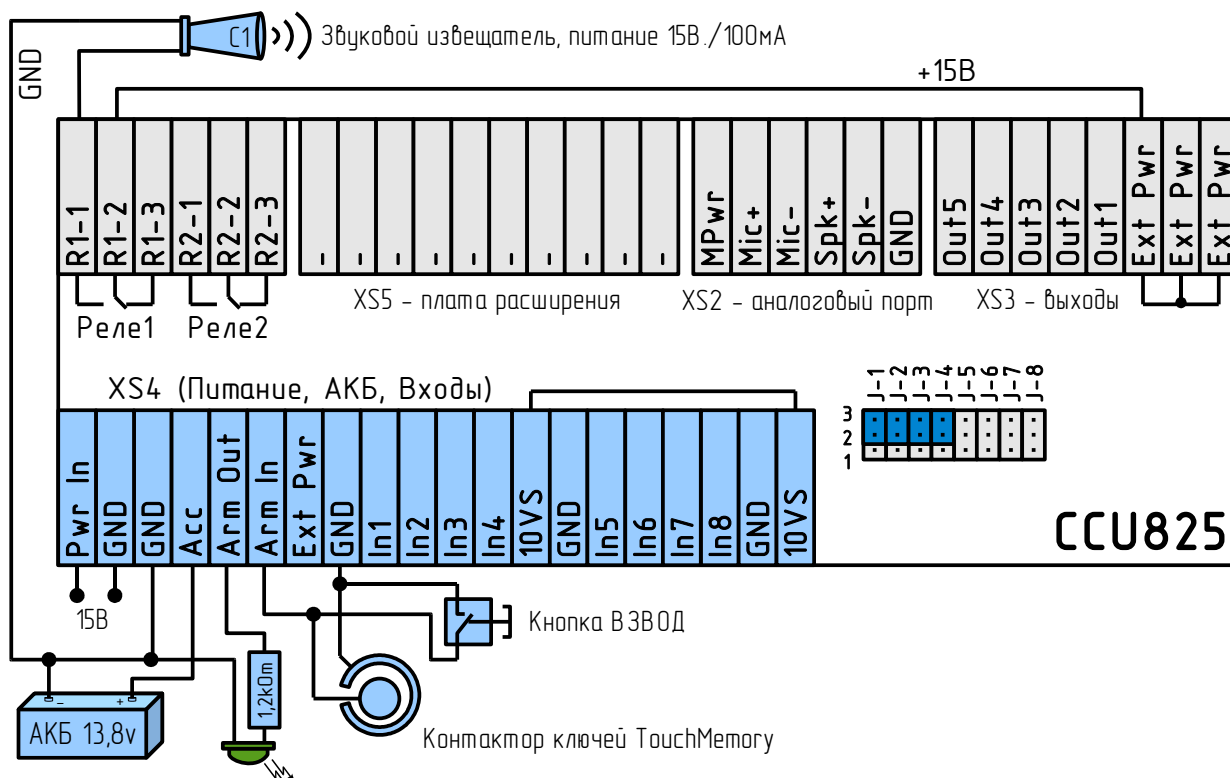 C1
Звуковой извещатель, питание 15В./100мА
GND
+15В
R1-1
R1-2
R1-3
R2-1
R2-2
R2-3
-
-
-
-
-
-
-
-
-
-
MPwr
Mic+
Mic-
Spk+
Spk-
GND
Out5
Out4
Out3
Out2
Out1
Ext Pwr
Ext Pwr
Ext Pwr
Реле1
Реле2
XS5 - плата расширения
XS2 - аналоговый порт
XS3 - выходы
XS4 (Питание, АКБ, Входы)
J-1
J-2
J-3
J-4
J-5
J-6
J-7
J-8
3
2
1
Pwr In
GND
GND
Acc
Arm Out
Arm In
Ext Pwr
GND
In1
In2
In3
In4
10VS
GND
In5
In6
In7
In8
GND
10VS
CCU825
15В
Кнопка ВЗВОД
1,2kOm
- +
АКБ 13,8v
Контактор ключей TouchMemory